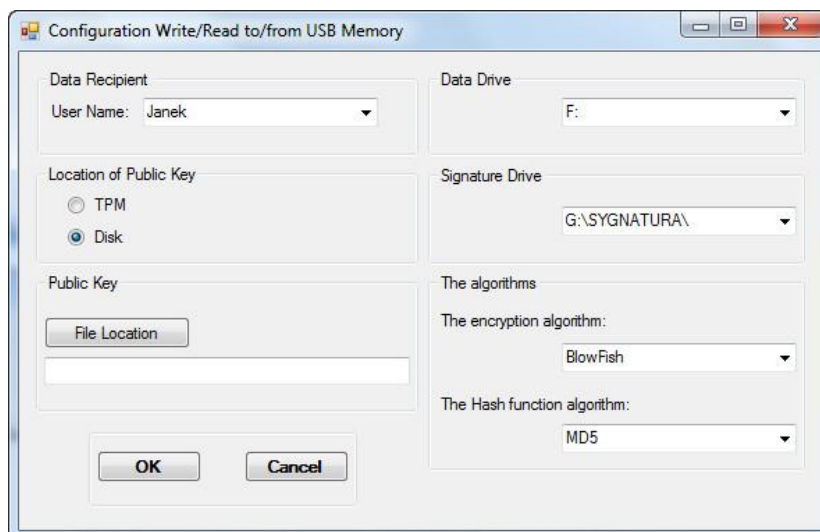 Configuration Write/Read to/from USB Memory
Data Recipient
User Name: Janek
Location of Public Key
TPM
Disk
Public Key
File Location
OK Cancel
Data Drive
F:
Signature Drive
G:\SYGNATURA\
The algorithms
The encryption algorithm:
BlowFish
The Hash function algorithm:
MD5